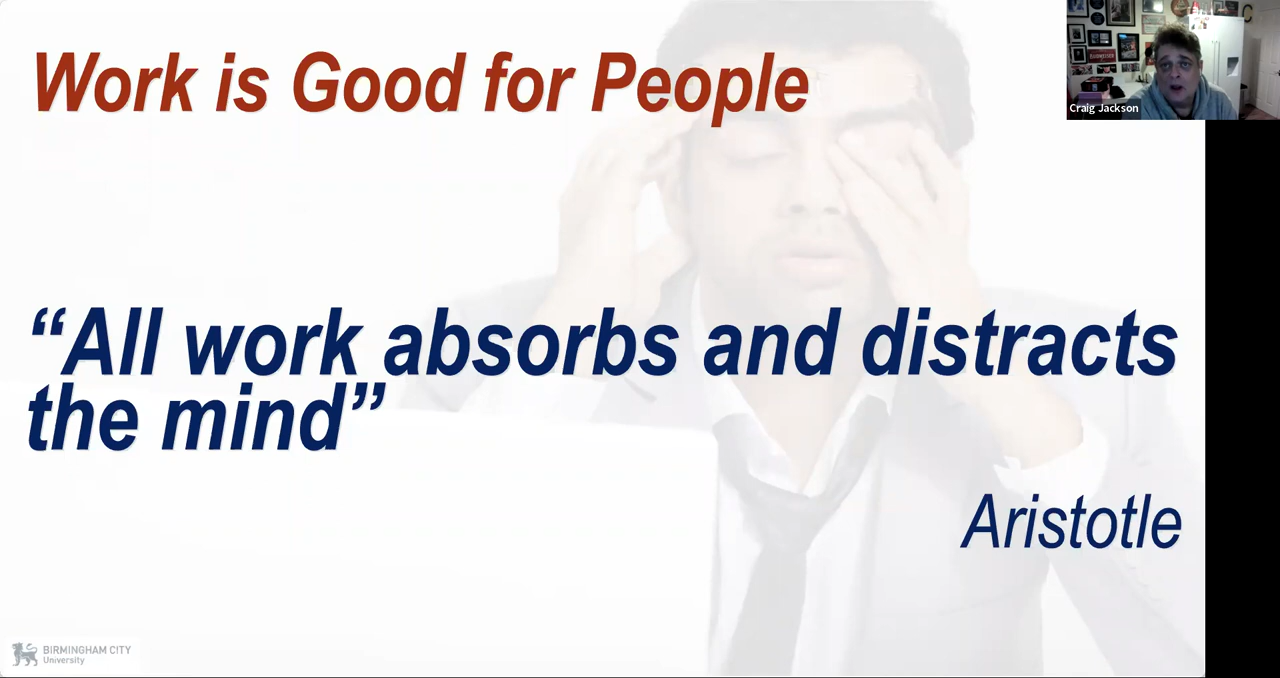 Work is Good for People
Craig Jackson
“All work absorbs and distracts
the mind”
Aristotle
BIRMINGHAM CITY
University